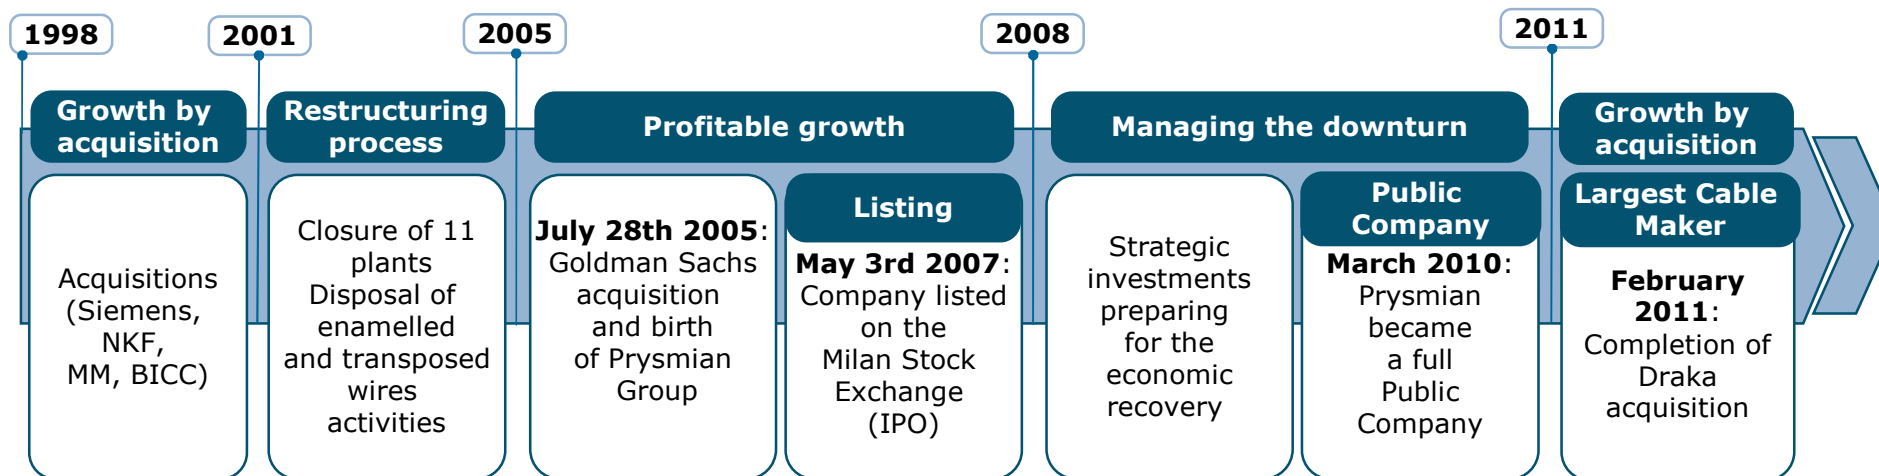 1998
2001
2005
2008
2011
Growth by
acquisition
Restructuring
process
Profitable growth
Managing the downturn
Growth by
acquisition
Acquisitions
(Siemens,
NKF,
MM, BICC)
Closure of 11
plants
Disposal of
enamelled
and transposed
wires
activities
July 28th 2005:
Goldman Sachs
acquisition
and birth
of Prysmian
Group
Listing
May 3rd 2007:
Company listed
on the
Milan Stock
Exchange
(IPO)
Strategic
investments
preparing
for the
economic
recovery
Public
Company
March 2010:
Prysmian
became
a full
Public
Company
Largest Cable
Maker
February
2011:
Completion of
Draka
acquisition